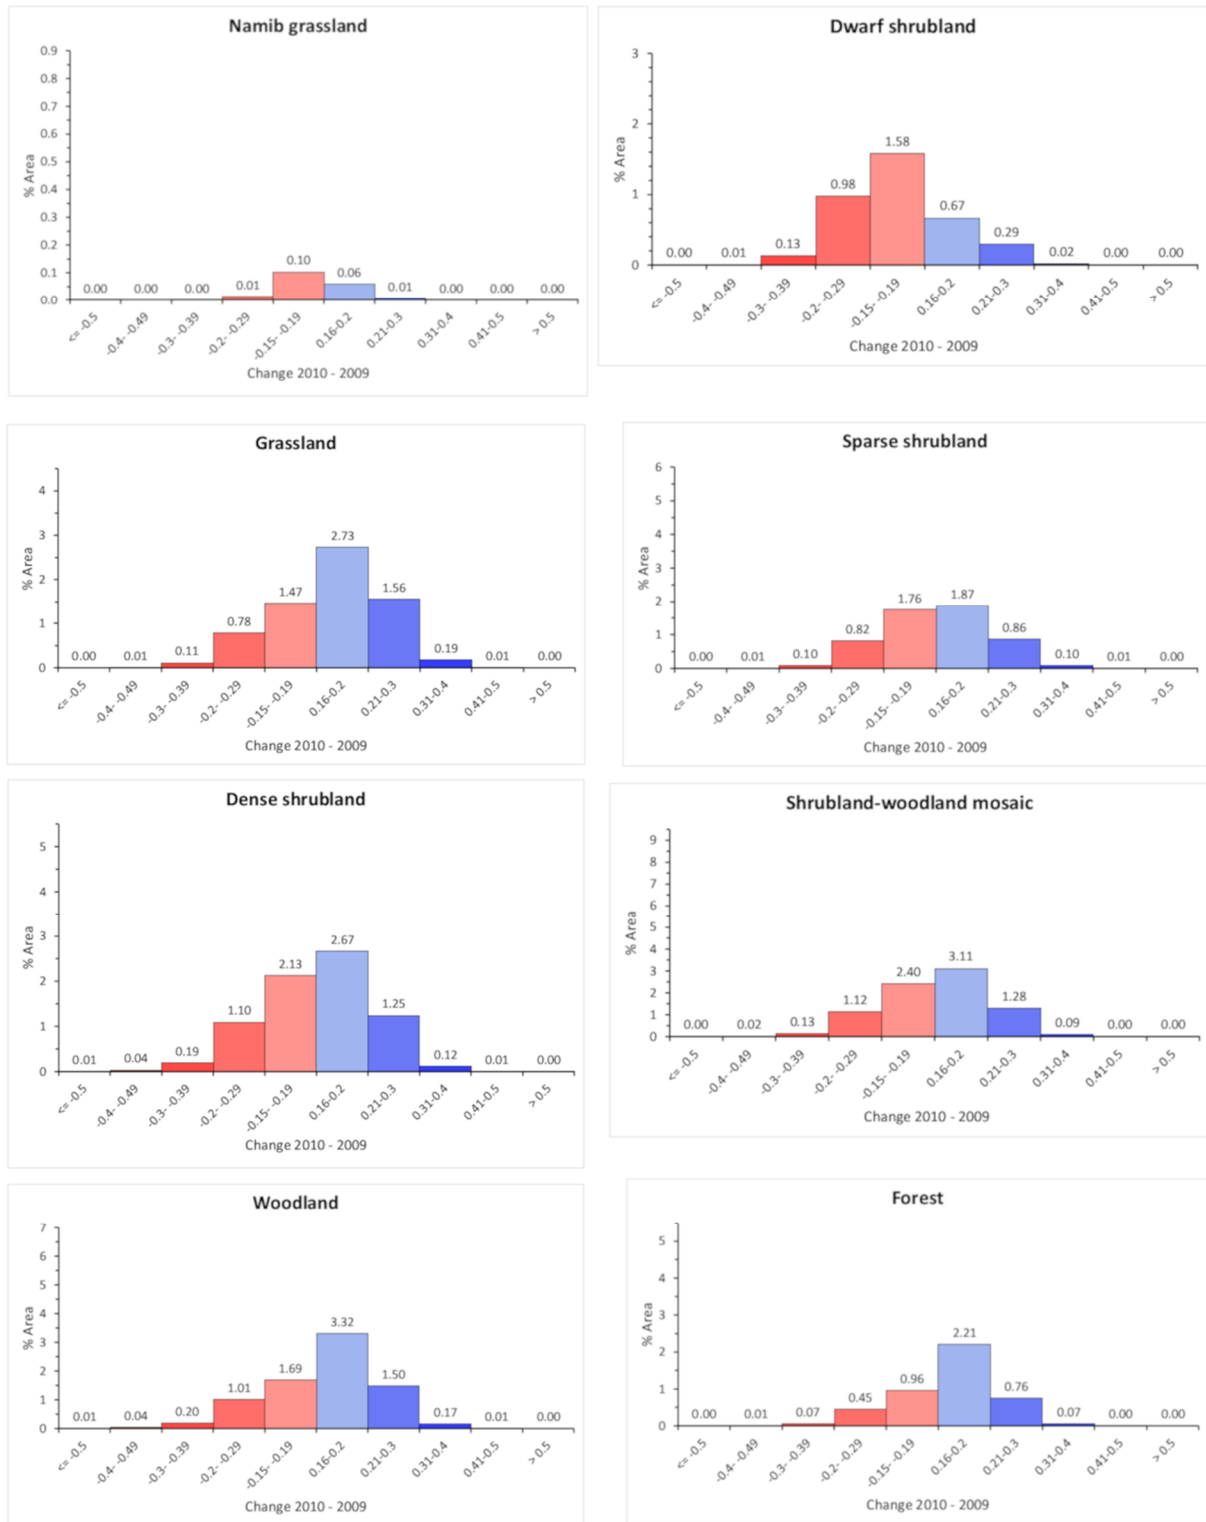 Namib grassland
0.9
0.8
0.7
0.6
0.5
0.4
0.3
0.2
0.1
0.0
% Area
0.00 0.00 0.00 0.01 0.10 0.06 0.01 0.00 0.00 0.00
<= -0.5 -0.4- -0.49 -0.3- -0.39 -0.2- -0.29 -0.15- -0.19 0.16-0.2 0.21-0.3 0.31-0.4 0.41-0.5 > 0.5
Change 2010 - 2009
Dwarf shrubland
3
2
1
0
% Area
0.00 0.01 0.13 0.98 1.58 0.67 0.29 0.02 0.00 0.00
<= -0.5 -0.4- -0.49 -0.3- -0.39 -0.2- -0.29 -0.15- -0.19 0.16-0.2 0.21-0.3 0.31-0.4 0.41-0.5 > 0.5
Change 2010 - 2009
Grassland
4
3
2
1
0
% Area
0.00 0.01 0.11 0.78 1.47 2.73 1.56 0.19 0.01 0.00
<= -0.5 -0.4- -0.49 -0.3- -0.39 -0.2- -0.29 -0.15- -0.19 0.16-0.2 0.21-0.3 0.31-0.4 0.41-0.5 > 0.5
Change 2010 - 2009
Sparse shrubland
6
5
4
3
2
1
0
% Area
0.00 0.01 0.10 0.82 1.76 1.87 0.86 0.10 0.01 0.00
<= -0.5 -0.4- -0.49 -0.3- -0.39 -0.2- -0.29 -0.15- -0.19 0.16-0.2 0.21-0.3 0.31-0.4 0.41-0.5 > 0.5
Change 2010 - 2009
Dense shrubland
5
4
3
2
1
0
% Area
0.01 0.04 0.19 1.10 2.13 2.67 1.25 0.12 0.01 0.00
<= -0.5 -0.4- -0.49 -0.3- -0.39 -0.2- -0.29 -0.15- -0.19 0.16-0.2 0.21-0.3 0.31-0.4 0.41-0.5 > 0.5
Change 2010 - 2009
Shrubland-woodland mosaic
9
8
7
6
5
4
3
2
1
0
% Area
0.00 0.02 0.13 1.12 2.40 3.11 1.28 0.09 0.00 0.00
<= -0.5 -0.4- -0.49 -0.3- -0.39 -0.2- -0.29 -0.15- -0.19 0.16-0.2 0.21-0.3 0.31-0.4 0.41-0.5 > 0.5
Change 2010 - 2009
Woodland
7
6
5
4
3
2
1
0
% Area
0.01 0.04 0.20 1.01 1.69 3.32 1.50 0.17 0.01 0.00
<= -0.5 -0.4- -0.49 -0.3- -0.39 -0.2- -0.29 -0.15- -0.19 0.16-0.2 0.21-0.3 0.31-0.4 0.41-0.5 > 0.5
Change 2010 - 2009
Forest
5
4
3
2
1
0
% Area
0.00 0.01 0.07 0.45 0.96 2.21 0.76 0.07 0.00 0.00
<= -0.5 -0.4- -0.49 -0.3- -0.39 -0.2- -0.29 -0.15- -0.19 0.16-0.2 0.21-0.3 0.31-0.4 0.41-0.5 > 0.5
Change 2010 - 2009